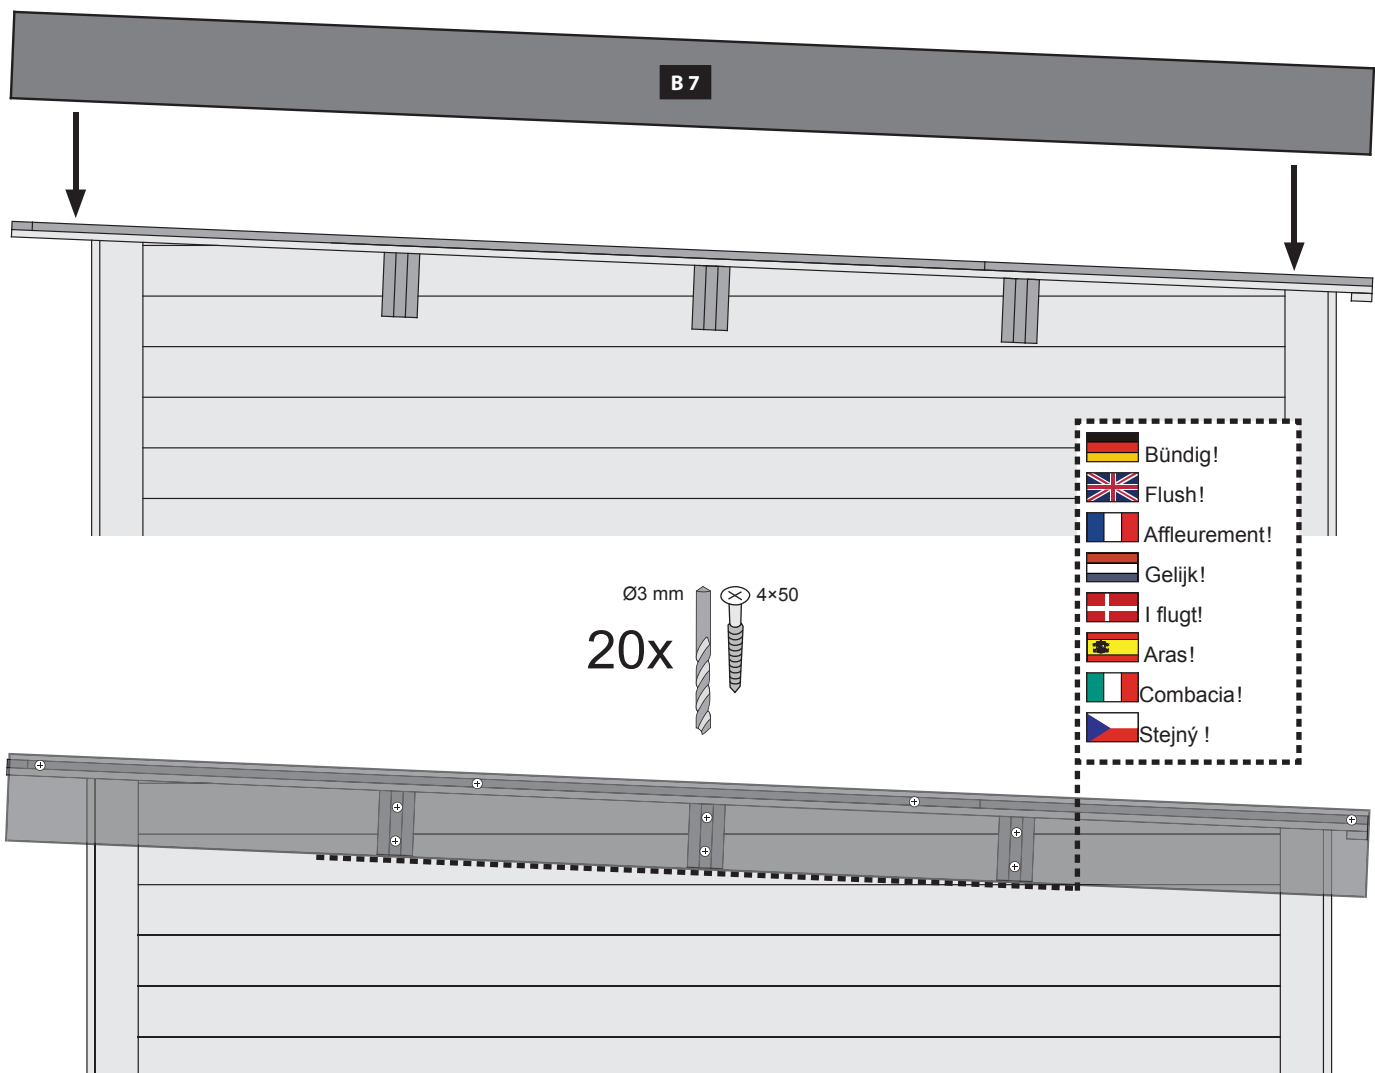 B 7
Bündig!
Flush!
Affleurement!
Gelijk!
I flugt!
Aras!
Combacia!
Stejný !
Ø3 mm 4×50
20x